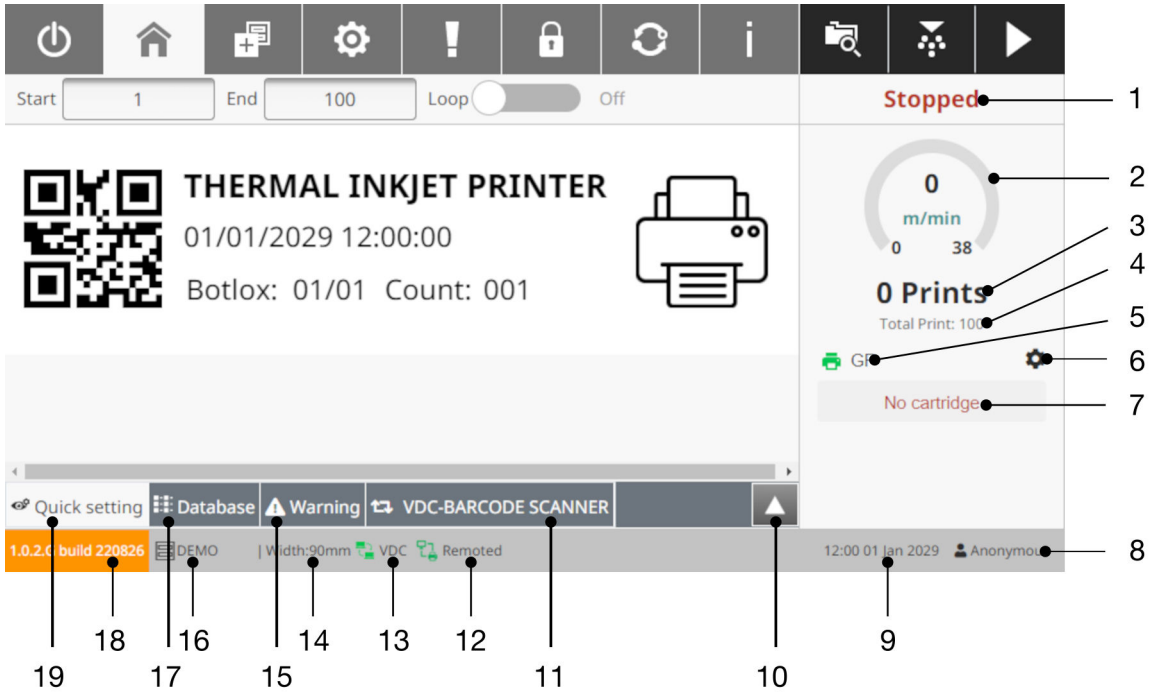 Start 1 End 100 Loop Off
Stopped 1
THERMAL INKJET PRINTER
01/01/2029 12:00:00
Botlox: 01/01 Count: 001
0 2
m/min 3
0 38
0 Prints 4
Total Print: 100 5
6
No cartridge 7
Quick setting Database Warning VDC-BARCODE SCANNER
1.0.2.0 build 220826 DEMO | Width:90mm VDC Remoted 12:00 01 Jan 2029 Anonymous 8
18 16 14 13 12 9
19 17 15 11 10